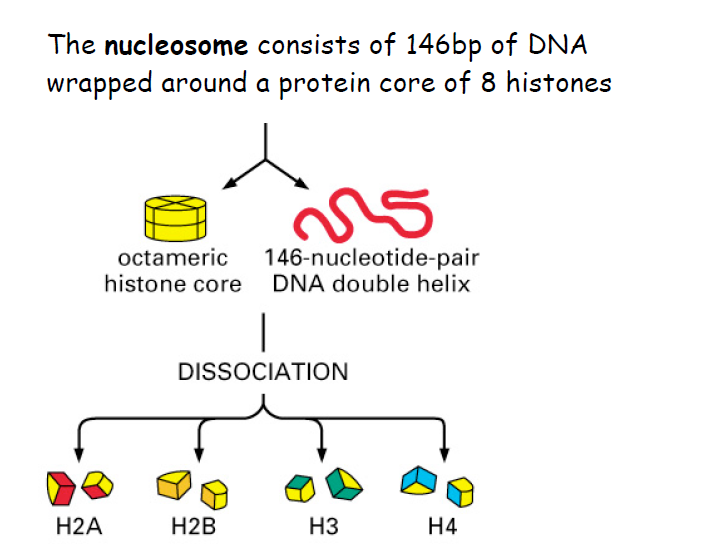 The nucleosome consists of 146bp of DNA
wrapped around a protein core of 8 histones
octameric
histone core
146-nucleotide-pair
DNA double helix
DISSOCIATION
H2A
H2B
H3
H4